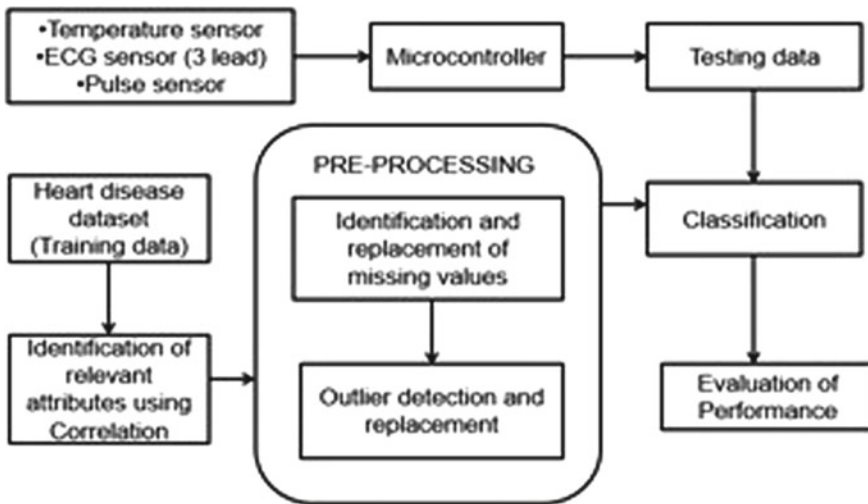 •Temperature sensor
•ECG sensor (3 lead)
•Pulse sensor
Microcontroller
Testing data
Heart disease
dataset
(Training data)
Identification of
relevant
attributes using
Correlation
PRE-PROCESSING
Identification and
replacement of
missing values
Outlier detection and
replacement
Classification
Evaluation of
Performance